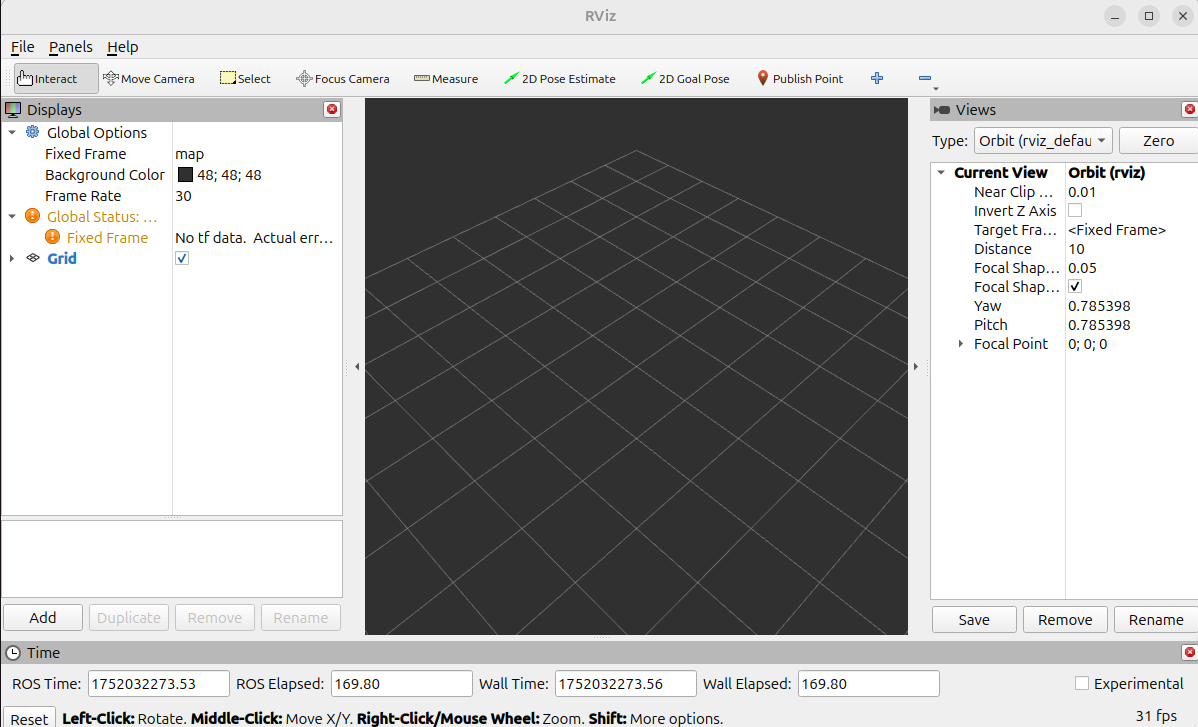 RViz
File Panels Help
Interact Move Camera Select Focus Camera Measure 2D Pose Estimate 2D Goal Pose Publish Point
Displays
Global Options
Fixed Frame map
Background Color 48; 48; 48
Frame Rate 30
Global Status: ...
Fixed Frame No tf data.  Actual err...
Grid
Add Duplicate Remove Rename
Views
Type: Orbit (rviz_defau Zero
Current View Orbit (rviz)
Near Clip ... 0.01
Invert Z Axis
Target Fra... <Fixed Frame>
Distance 10
Focal Shap... 0.05
Focal Shap...
Yaw 0.785398
Pitch 0.785398
Focal Point 0; 0; 0
Save Remove Rename
Time
ROS Time: 1752032273.53 ROS Elapsed: 169.80 Wall Time: 1752032273.56 Wall Elapsed: 169.80 Experimental
Reset Left-Click: Rotate. Middle-Click: Move X/Y. Right-Click/Mouse Wheel: Zoom. Shift: More options. 31 fps